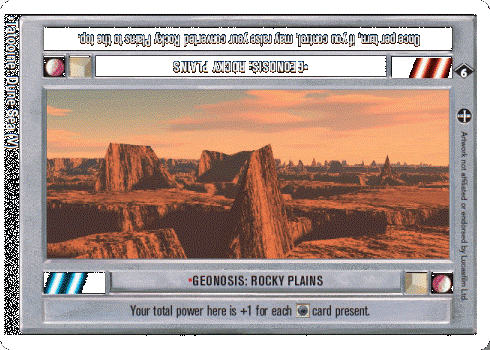 Once per turn, if you control, may raise your converted Rocky Plains to the top.
•GEONOSIS: ROCKY PLAINS
6
Artwork not affiliated or endorsed by Lucasfilm Ltd.
•GEONOSIS: ROCKY PLAINS
Your total power here is +1 for each card present.